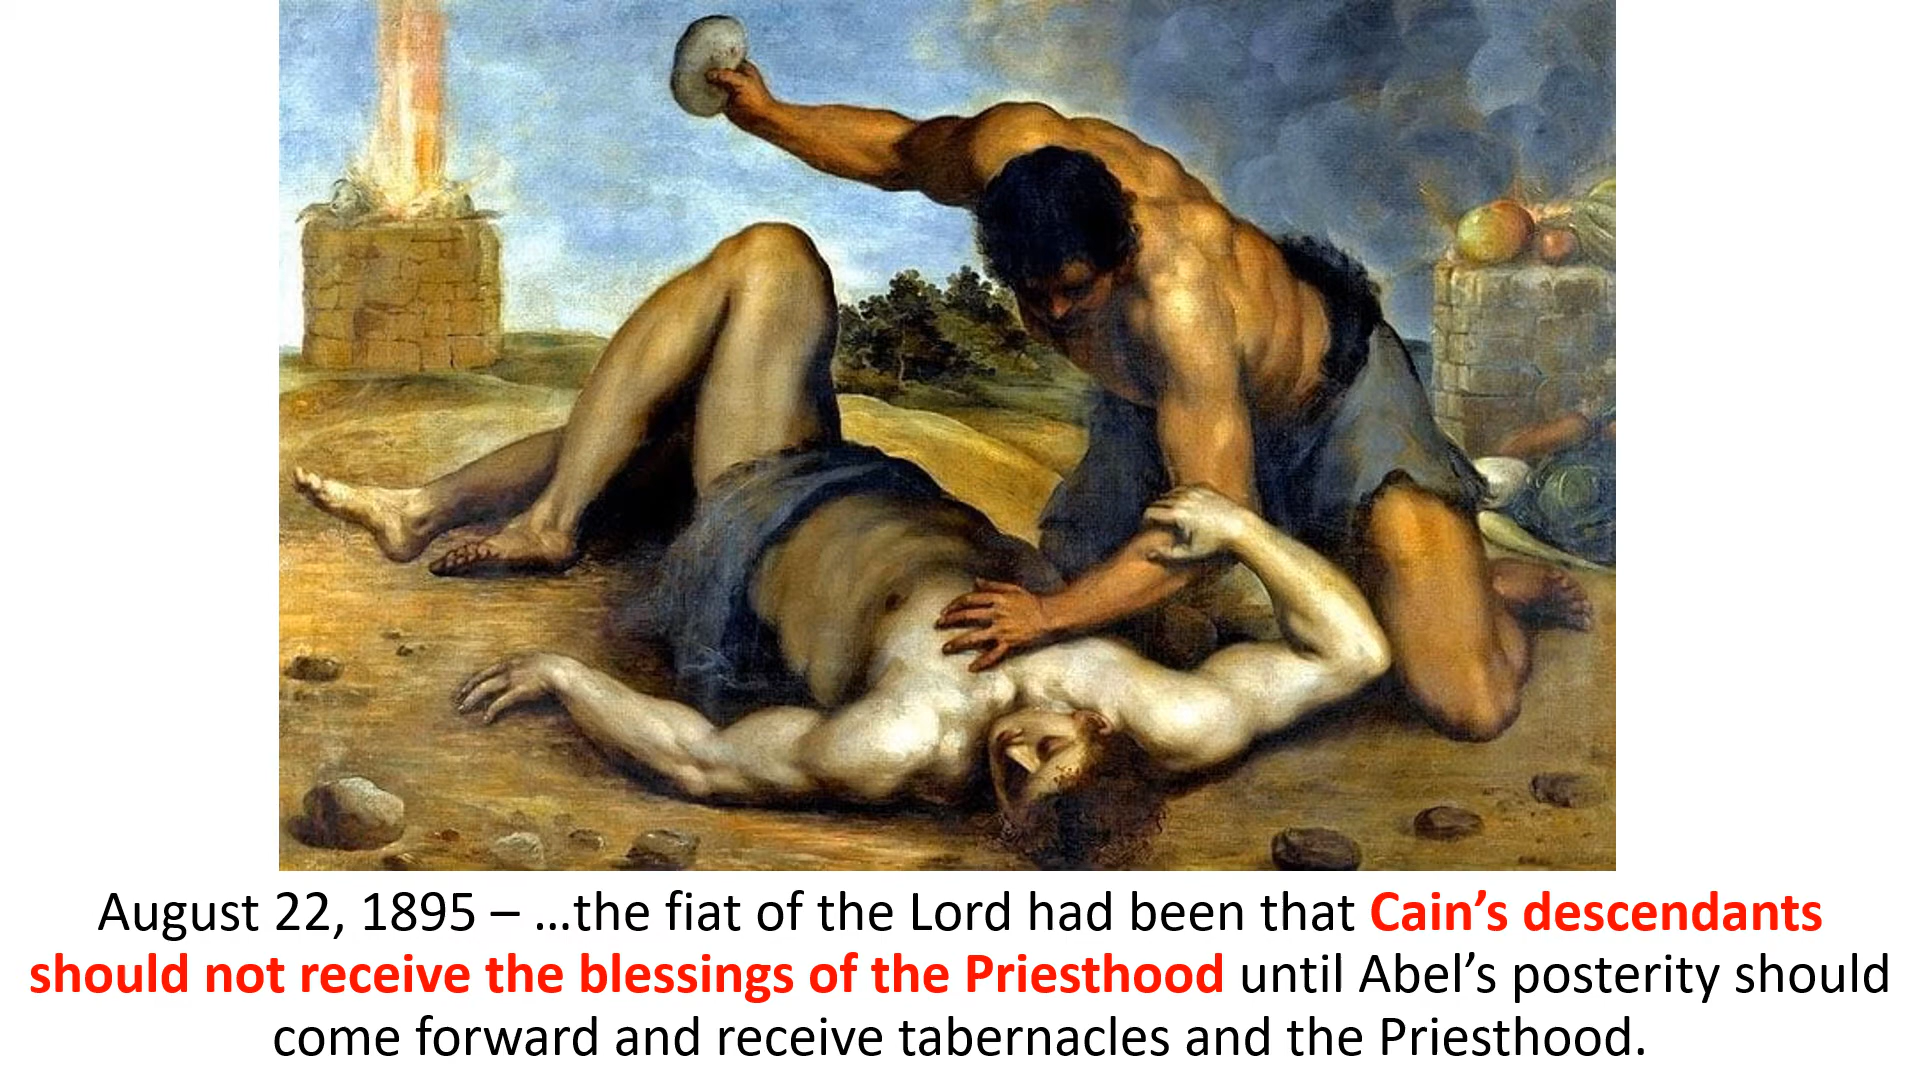 August 22, 1895 – …the fiat of the Lord had been that Cain’s descendants
should not receive the blessings of the Priesthood until Abel’s posterity should
come forward and receive tabernacles and the Priesthood.